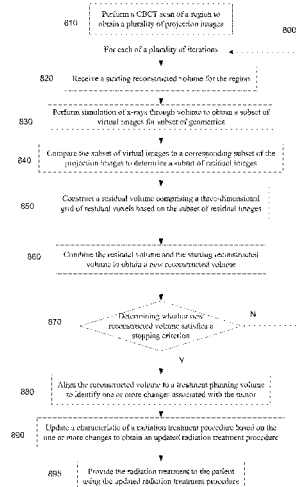 810
Perform a CBCT scan of a region to
obtain a plurality of projection images
800
For each of a plurality of iterations
820
Receive a starting reconstructed volume for the region
830
Perform simulation of x-rays through volume to obtain a subset of
virtual images for subset of geometries
840
Compare the subset of virtual images to a corresponding subset of the
projection images to determine a subset of residual images
850
Construct a residual volume comprising a three-dimensional
grid of residual voxels based on the subset of residual images
860
Combine the residual volume and the starting reconstructed
volume to obtain a new reconstructed volume
870
Determining whether new
reconstructed volume satisfies a
stopping criterion
N
Y
880
Align the reconstructed volume to a treatment planning volume
to identify one or more changes associated with the tumor
890
Update a characteristic of a radiation treatment procedure based on the
one or more changes to obtain an updated radiation treatment procedure
895
Provide the radiation treatment to the patient
using the updated radiation treatment procedure